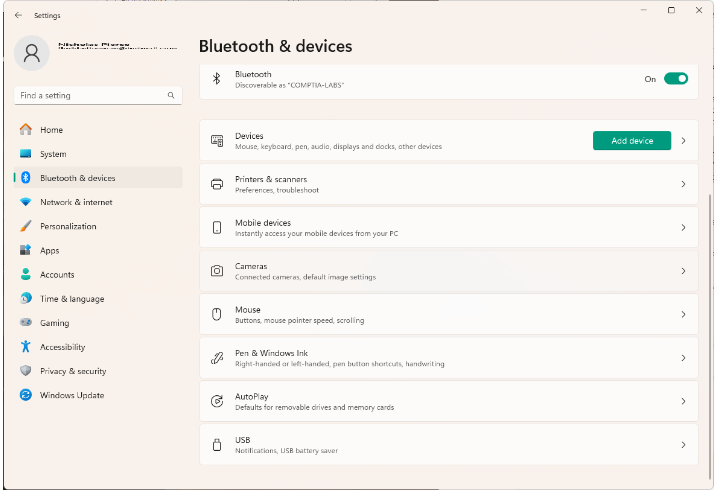 Settings
Find a setting
Home
System
Bluetooth & devices
Network & internet
Personalization
Apps
Accounts
Time & language
Gaming
Accessibility
Privacy & security
Windows Update
Bluetooth & devices
Bluetooth
Discoverable as "COMPTIA-LABS"
On
Devices
Mouse, keyboard, pen, audio, displays and docks, other devices
Add device
Printers & scanners
Preferences, troubleshoot
Mobile devices
Instantly access your mobile devices from your PC
Cameras
Connected cameras, default image settings
Mouse
Buttons, mouse pointer speed, scrolling
Pen & Windows Ink
Right-handed or left-handed, pen button shortcuts, handwriting
AutoPlay
Defaults for removable drives and memory cards
USB
Notifications, USB battery saver